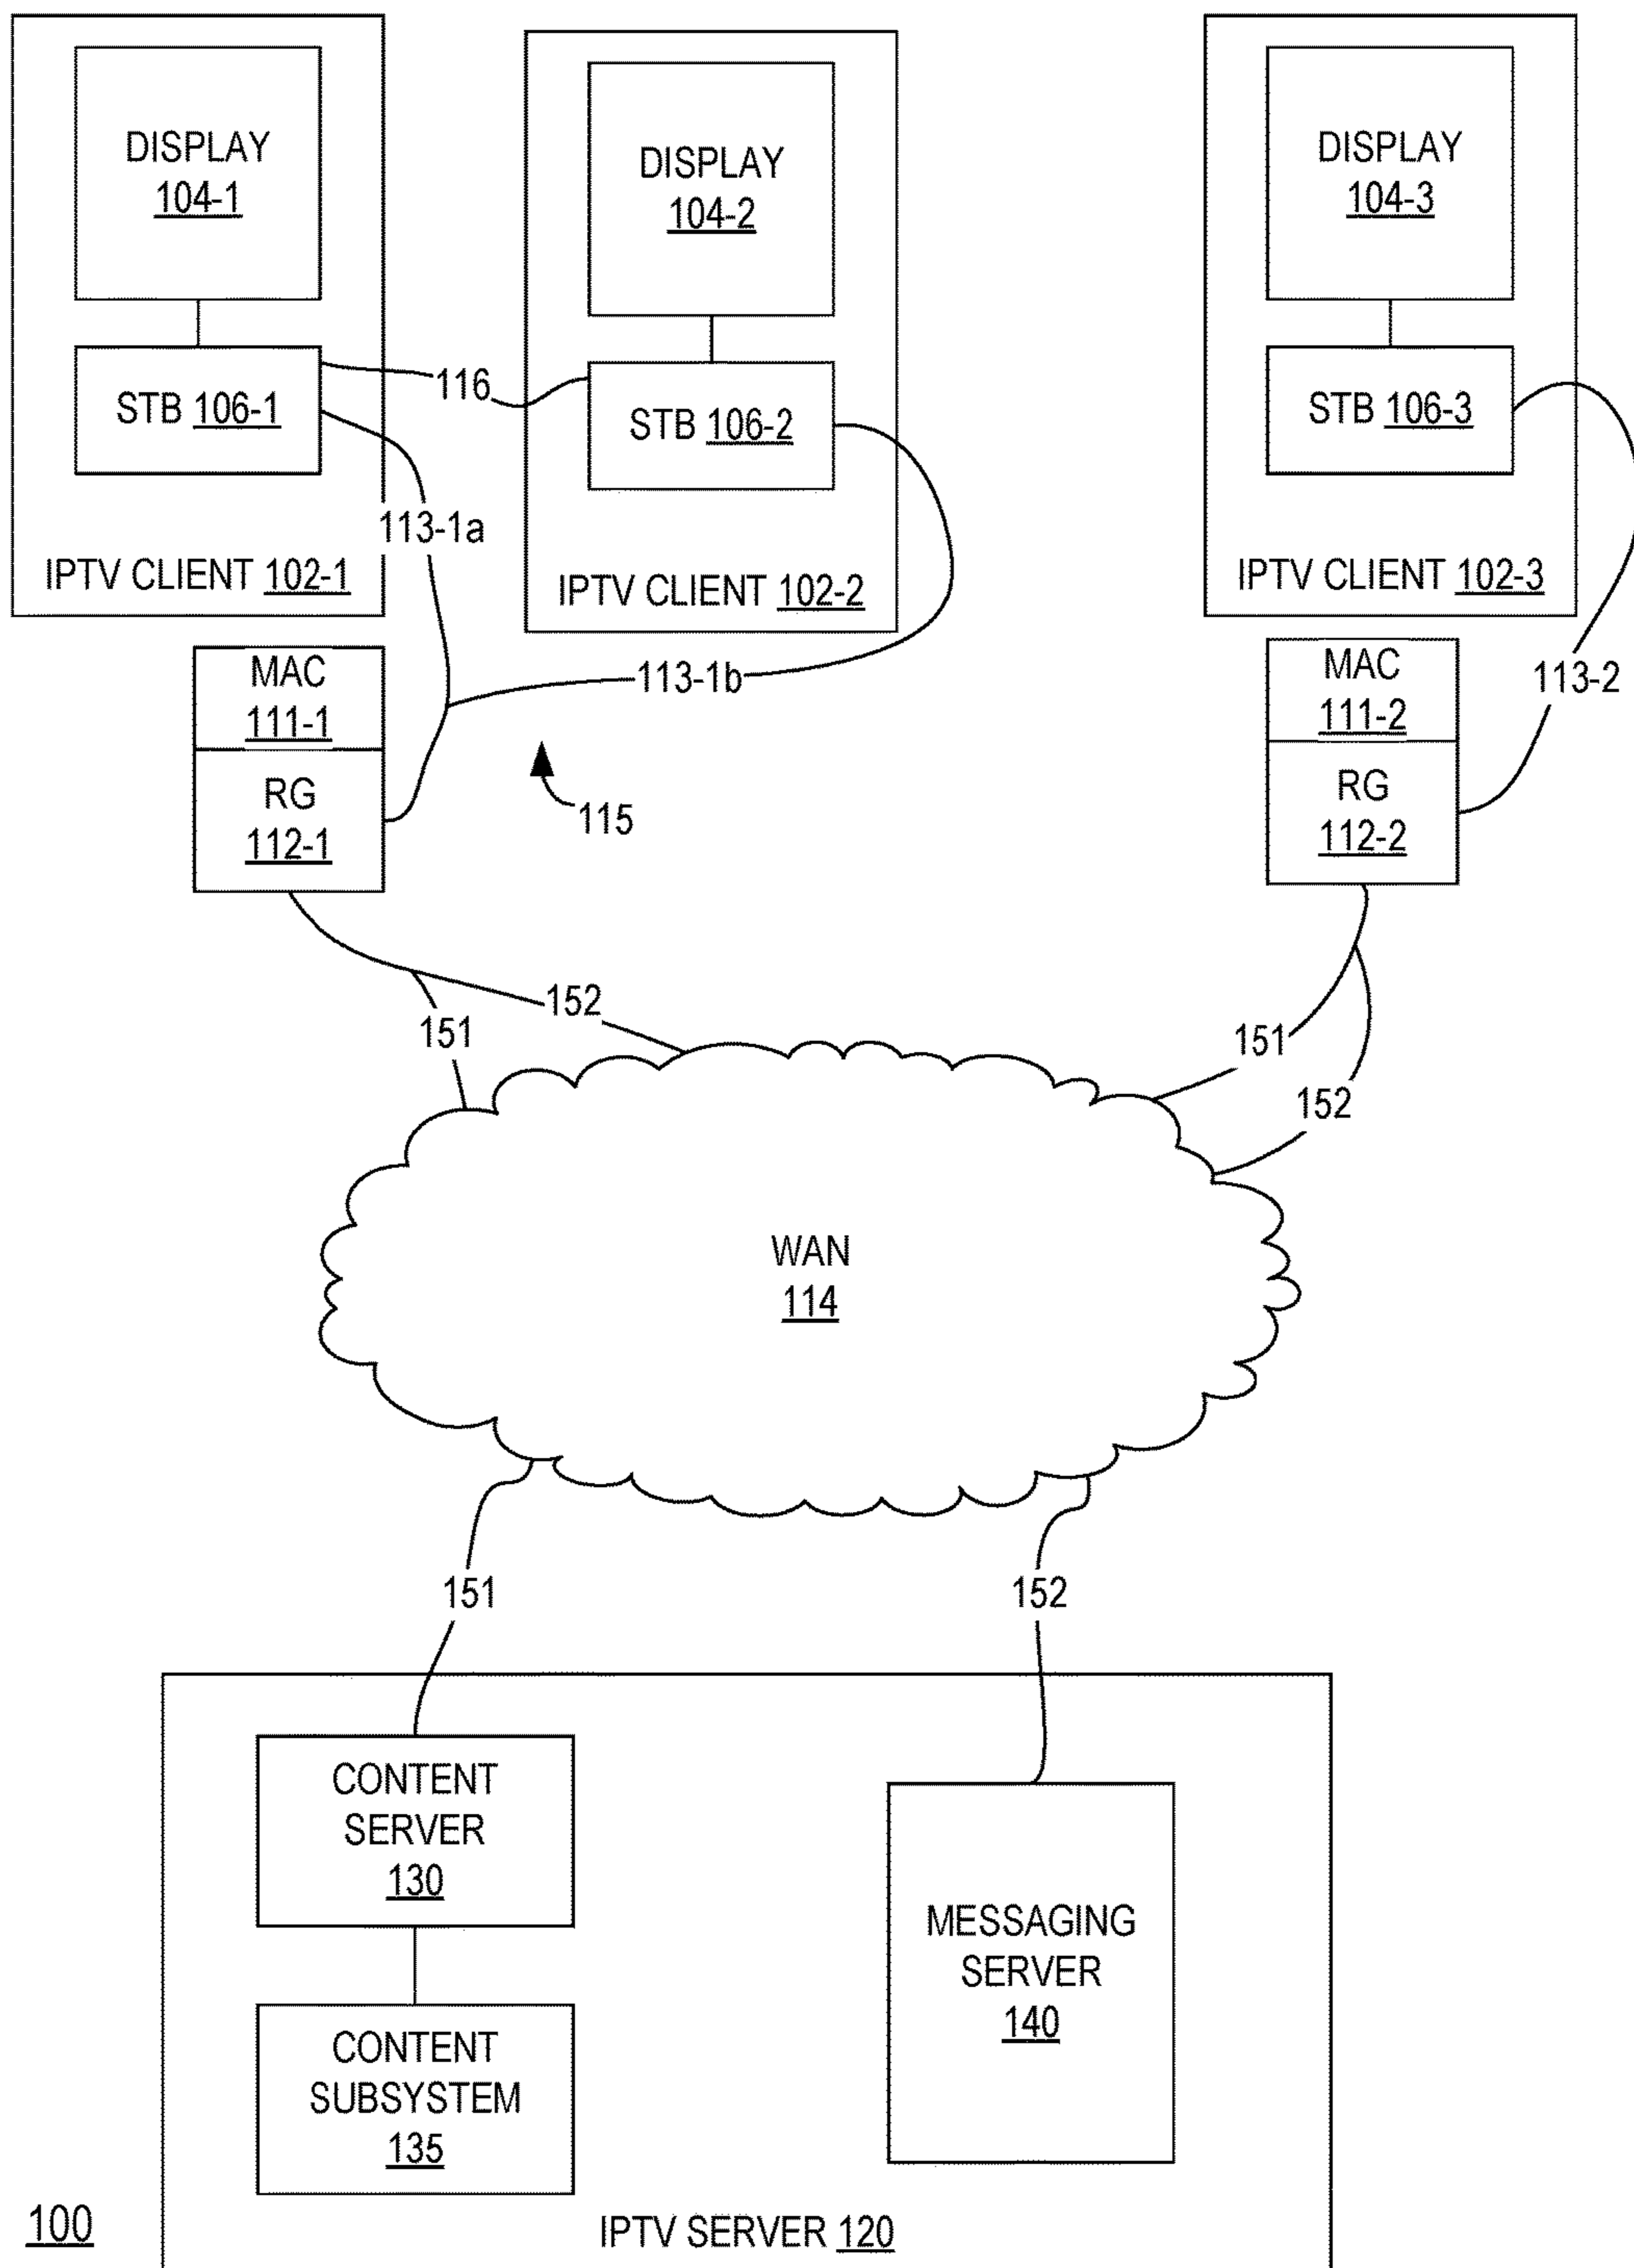 DISPLAY
104-1
STB 106-1
IPTV CLIENT 102-1
DISPLAY
104-2
STB 106-2
IPTV CLIENT 102-2
DISPLAY
104-3
STB 106-3
IPTV CLIENT 102-3
116
113-1a
113-1b
113-2
MAC
111-1
RG
112-1
115
MAC
111-2
RG
112-2
151
152
151
152
WAN
114
151
152
CONTENT
SERVER
130
CONTENT
SUBSYSTEM
135
MESSAGING
SERVER
140
IPTV SERVER 120
100